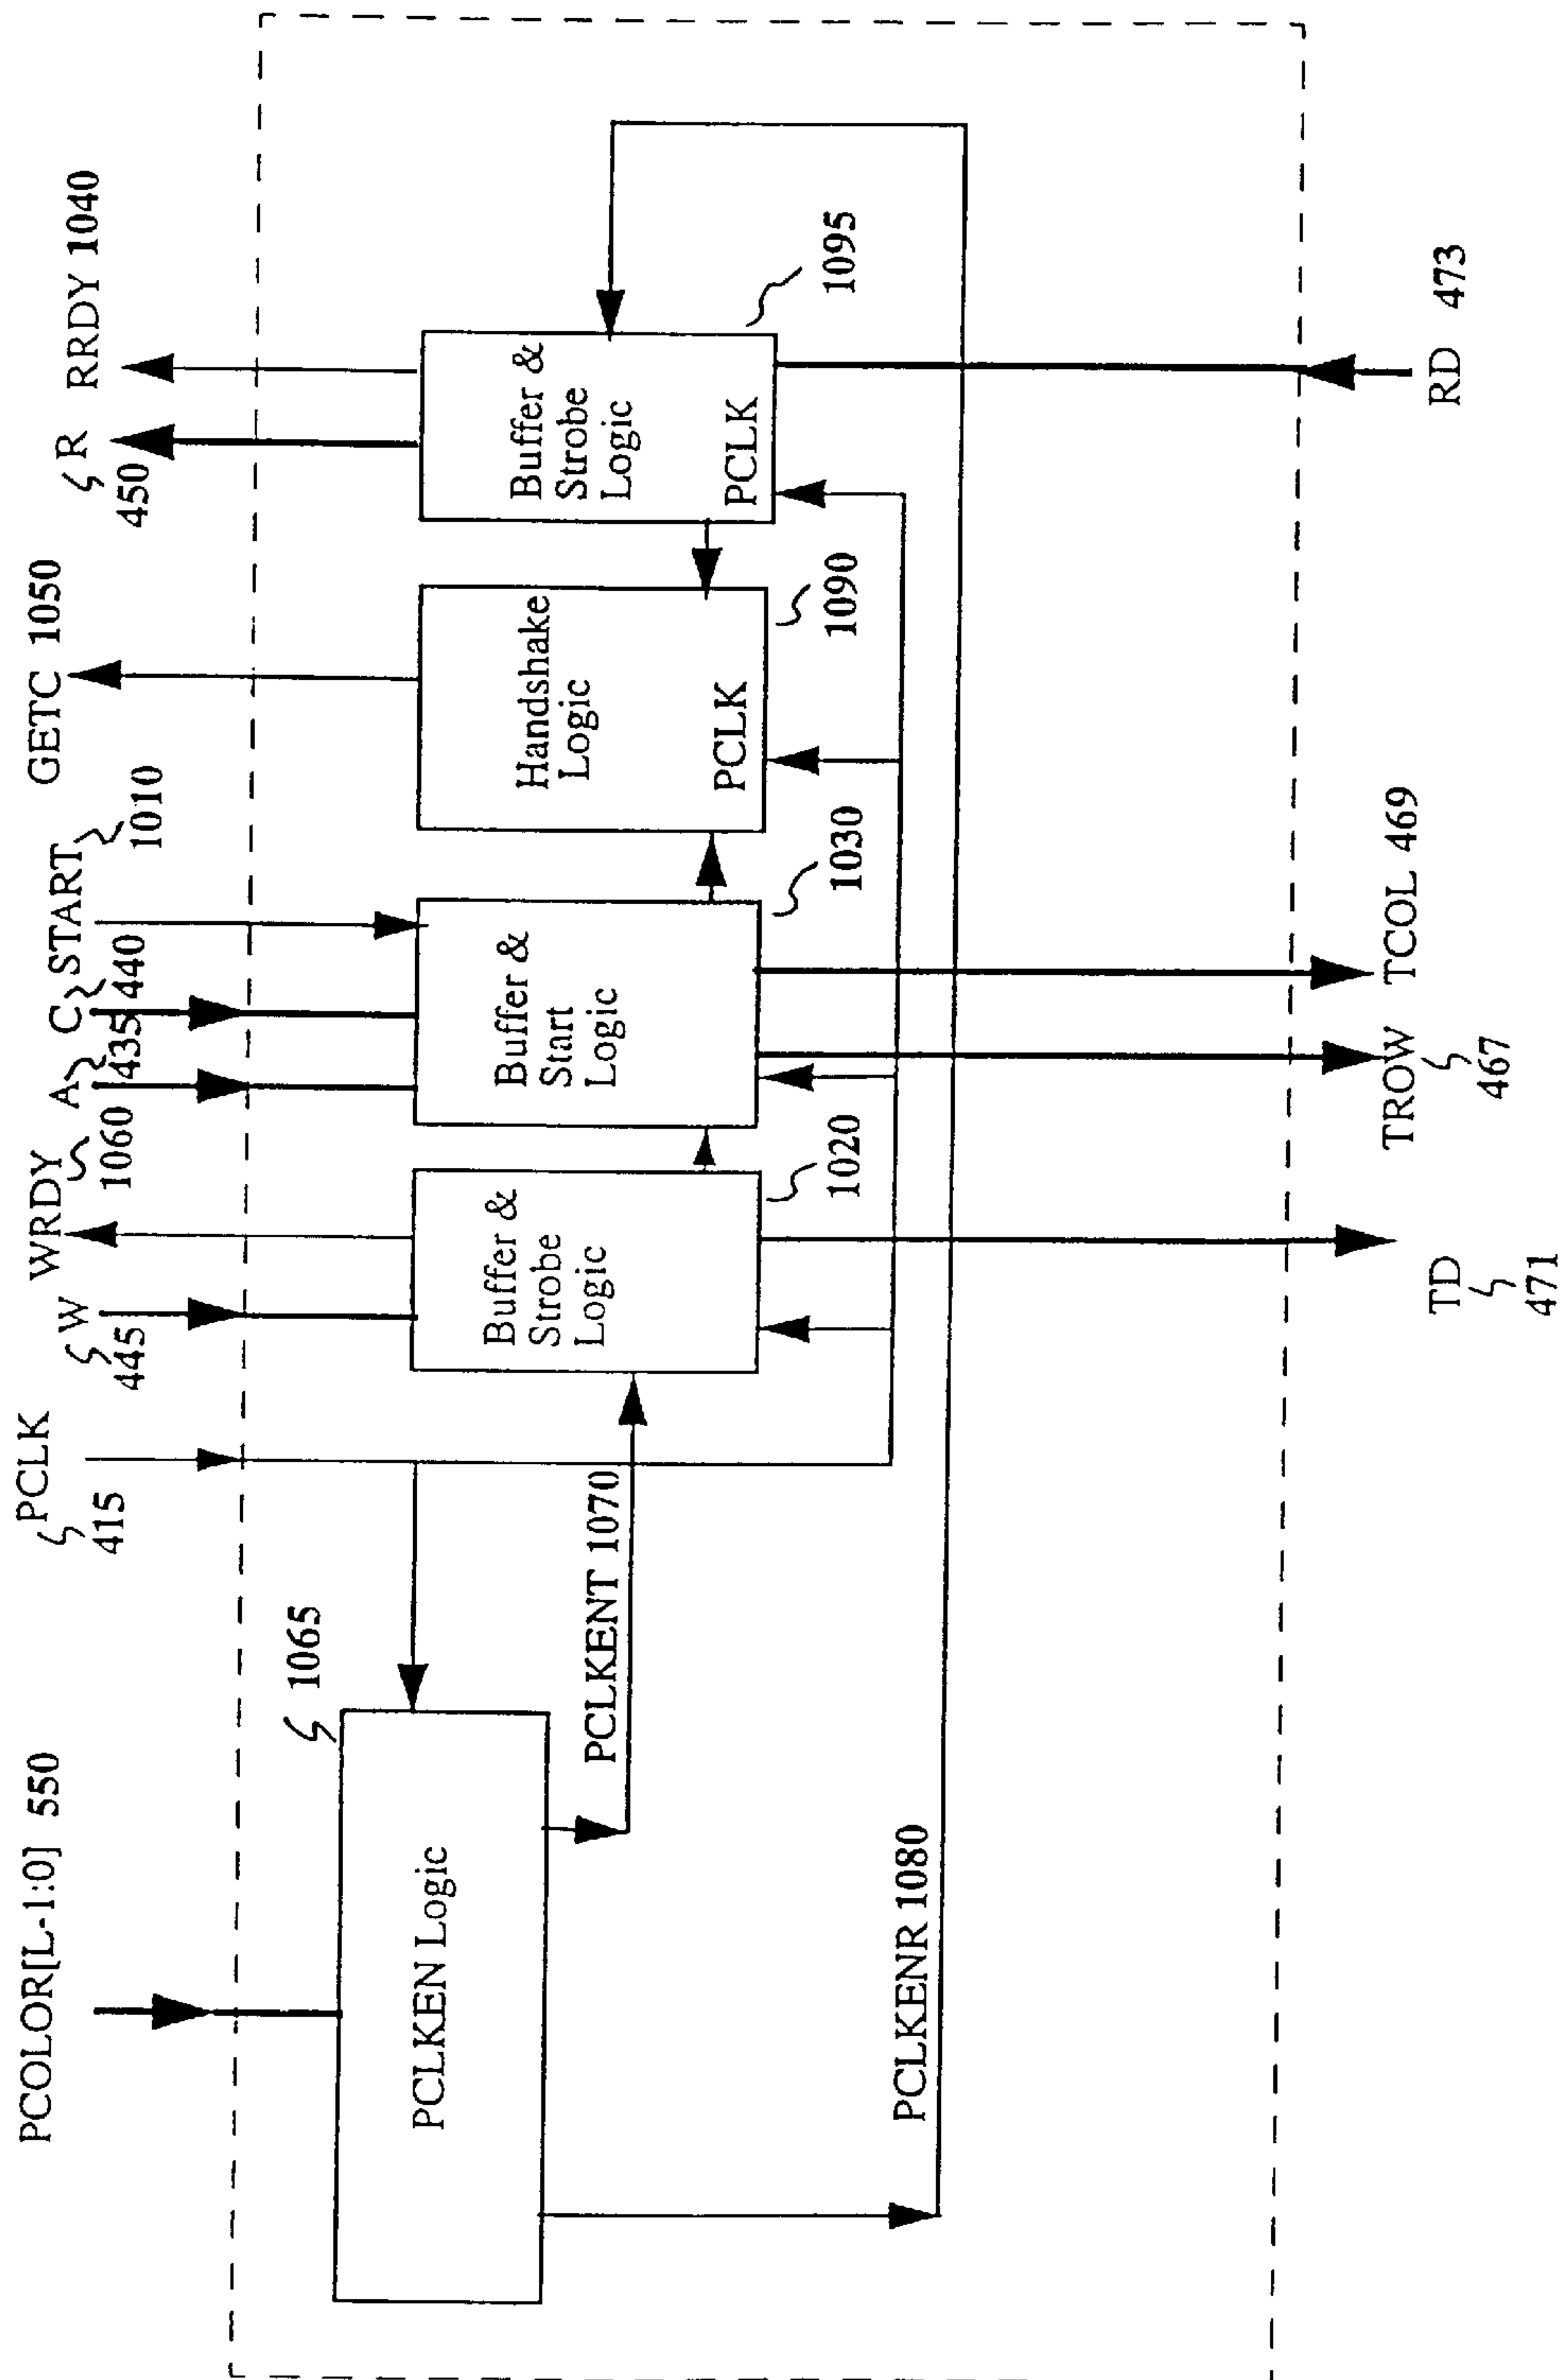 PCOLOR[L-1:0] 550
PCLK
415
W
445
WRDY
1060
A
435
C
440
START
1010
GETC 1050
R
450
RRDY 1040
1065
PCLKEN Logic
PCLKENT 1070
PCLKENR 1080
Buffer &
Strobe
Logic
1020
Buffer &
Start
Logic
1030
Handshake
Logic
PCLK
1090
Buffer &
Strobe
Logic
PCLK
1095
TD
471
TROW
467
TCOL 469
RD 473